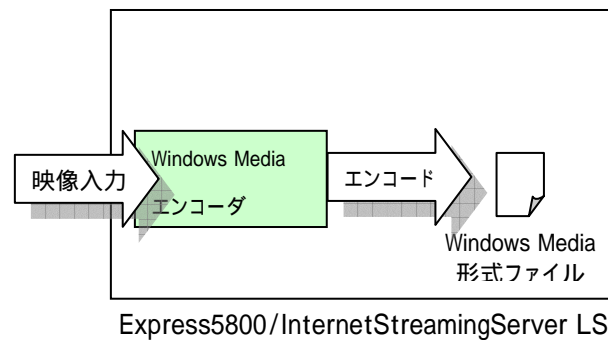 映像入力
Windows Media
エンコーダ
エンコード
Windows Media
形式ファイル
Express5800/InternetStreamingServer LS